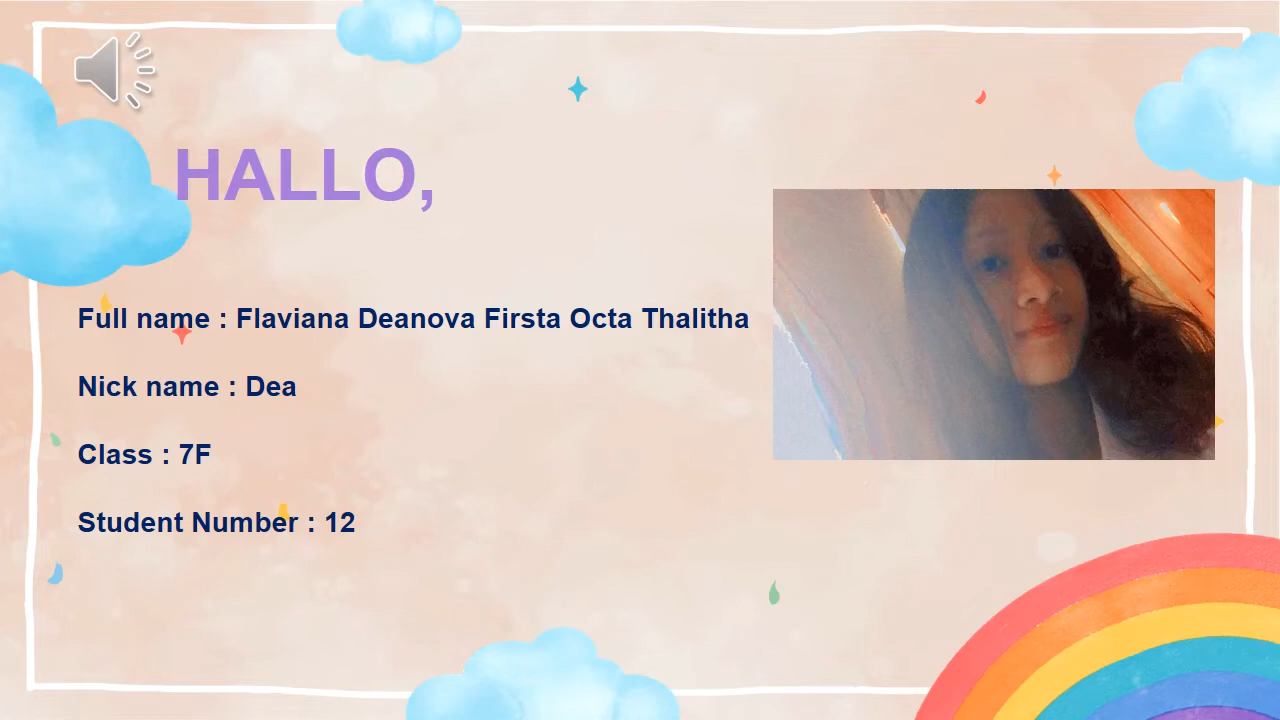 HALLO,
Full name : Flaviana Deanova Firsta Octa Thalitha
Nick name : Dea
Class : 7F
Student Number : 12